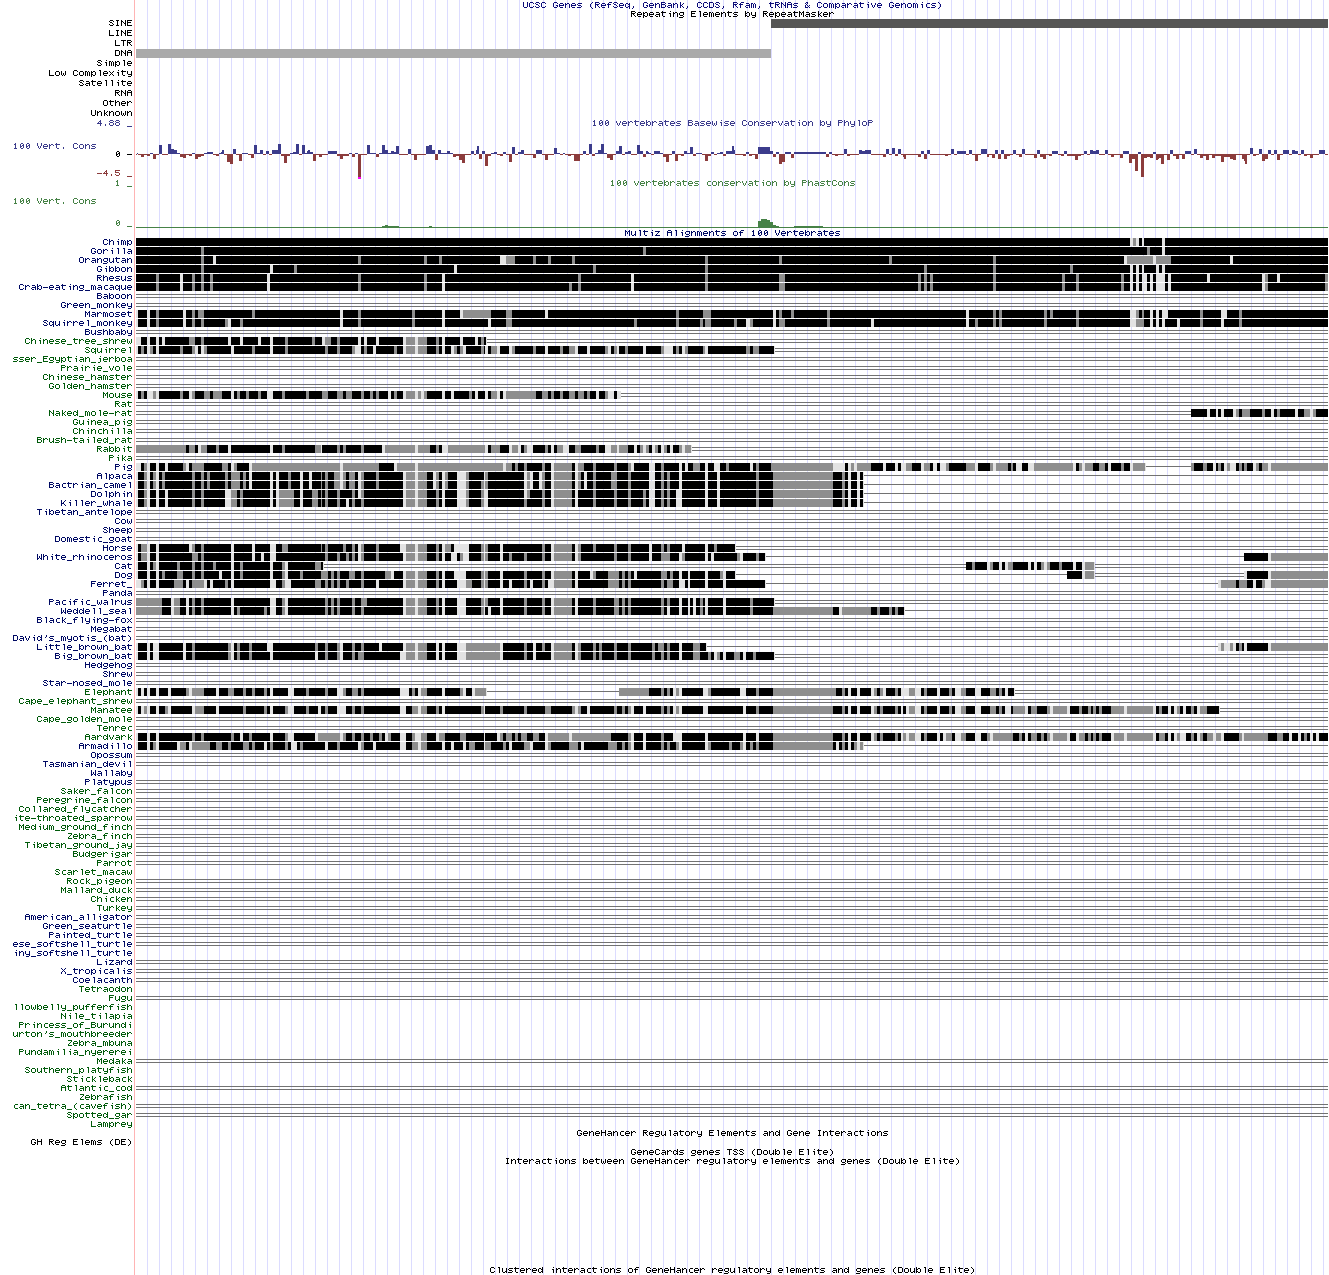 UCSC Genes (RefSeq, GenBank, CCDS, Rfam, tRNAs & Comparative Genomics)
Repeating Elements by RepeatMasker
SINE
LINE
LTR
DNA
Simple
Low Complexity
Satellite
RNA
Other
Unknown
100 vertebrates Basewise Conservation by PhyloP
4.88 _
100 Vert. Cons
0 -
-4.5 _
100 vertebrates conservation by PhastCons
1 _
100 Vert. Cons
0 _
Multiz Alignments of 100 Vertebrates
Chimp
Gorilla
Orangutan
Gibbon
Rhesus
Crab-eating_macaque
Baboon
Green_monkey
Marmoset
Squirrel_monkey
Bushbaby
Chinese_tree_shrew
Squirrel
sser_Egyptian_jerboa
Prairie_vole
Chinese_hamster
Golden_hamster
Mouse
Rat
Naked_mole-rat
Guinea_pig
Chinchilla
Brush-tailed_rat
Rabbit
Pika
Pig
Alpaca
Bactrian_camel
Dolphin
Killer_whale
Tibetan_antelope
Cow
Sheep
Domestic_goat
Horse
White_rhinoceros
Cat
Dog
Ferret_
Panda
Pacific_walrus
Weddell_seal
Black_flying-fox
Megabat
David's_myotis_(bat)
Little_brown_bat
Big_brown_bat
Hedgehog
Shrew
Star-nosed_mole
Elephant
Cape_elephant_shrew
Manatee
Cape_golden_mole
Tenrec
Aardvark
Armadillo
Opossum
Tasmanian_devil
Wallaby
Platypus
Saker_falcon
Peregrine_falcon
Collared_flycatcher
ite-throated_sparrow
Medium_ground_finch
Zebra_finch
Tibetan_ground_jay
Budgerigar
Parrot
Scarlet_macaw
Rock_pigeon
Mallard_duck
Chicken
Turkey
American_alligator
Green_seaturtle
Painted_turtle
ese_softshell_turtle
iny_softshell_turtle
Lizard
X_tropicalis
Coelacanth
Tetraodon
Fugu
llowbelly_pufferfish
Nile_tilapia
Princess_of_Burundi
urton's_mouthbreeder
Zebra_mbuna
Pundamilia_nyererei
Medaka
Southern_platyfish
Stickleback
Atlantic_cod
Zebrafish
can_tetra_(cavefish)
Spotted_gar
Lamprey
GeneHancer Regulatory Elements and Gene Interactions
GH Reg Elems (DE)
GeneCards genes TSS (Double Elite)
Interactions between GeneHancer regulatory elements and genes (Double Elite)
Clustered interactions of GeneHancer regulatory elements and genes (Double Elite)